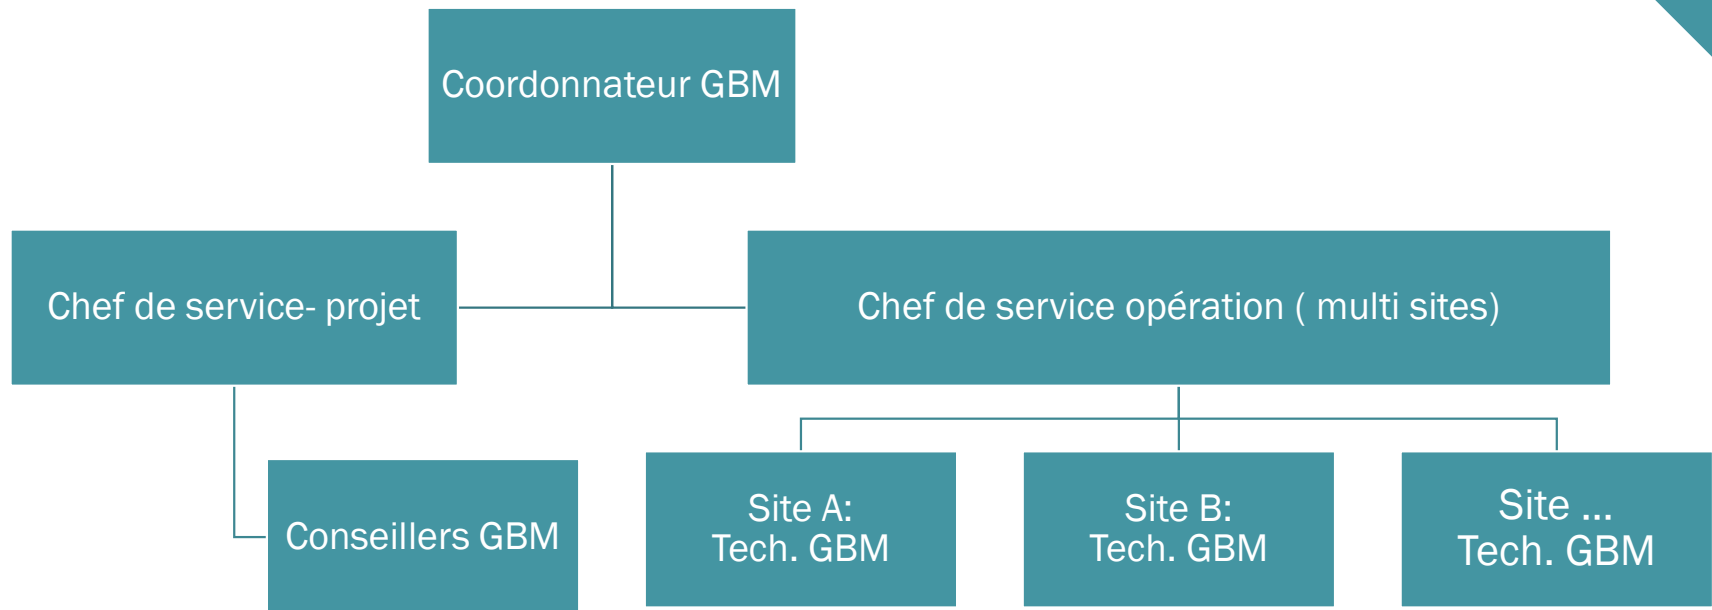 Coordonnateur GBM
Chef de service- projet
Chef de service opération ( multi sites)
Conseillers GBM
Site A:
Tech. GBM
Site B:
Tech. GBM
Site ...
Tech. GBM